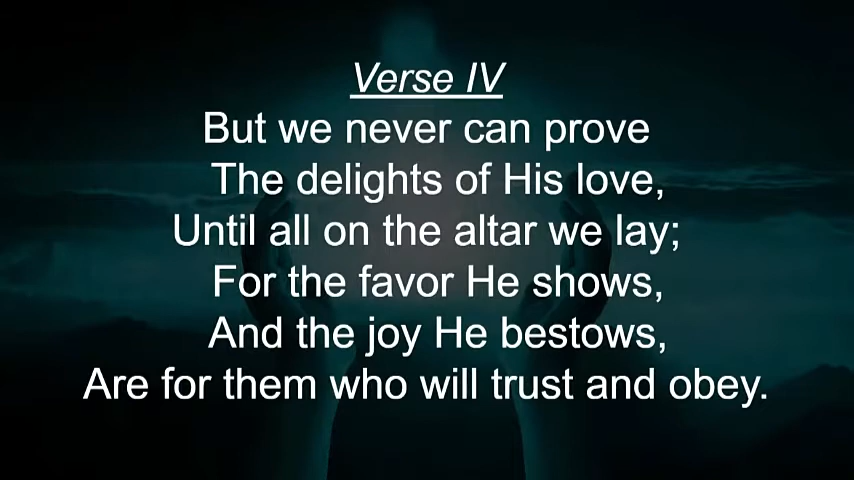 Verse IV
But we never can prove
The delights of His love,
Until all on the altar we lay;
For the favor He shows,
And the joy He bestows,
Are for them who will trust and obey.